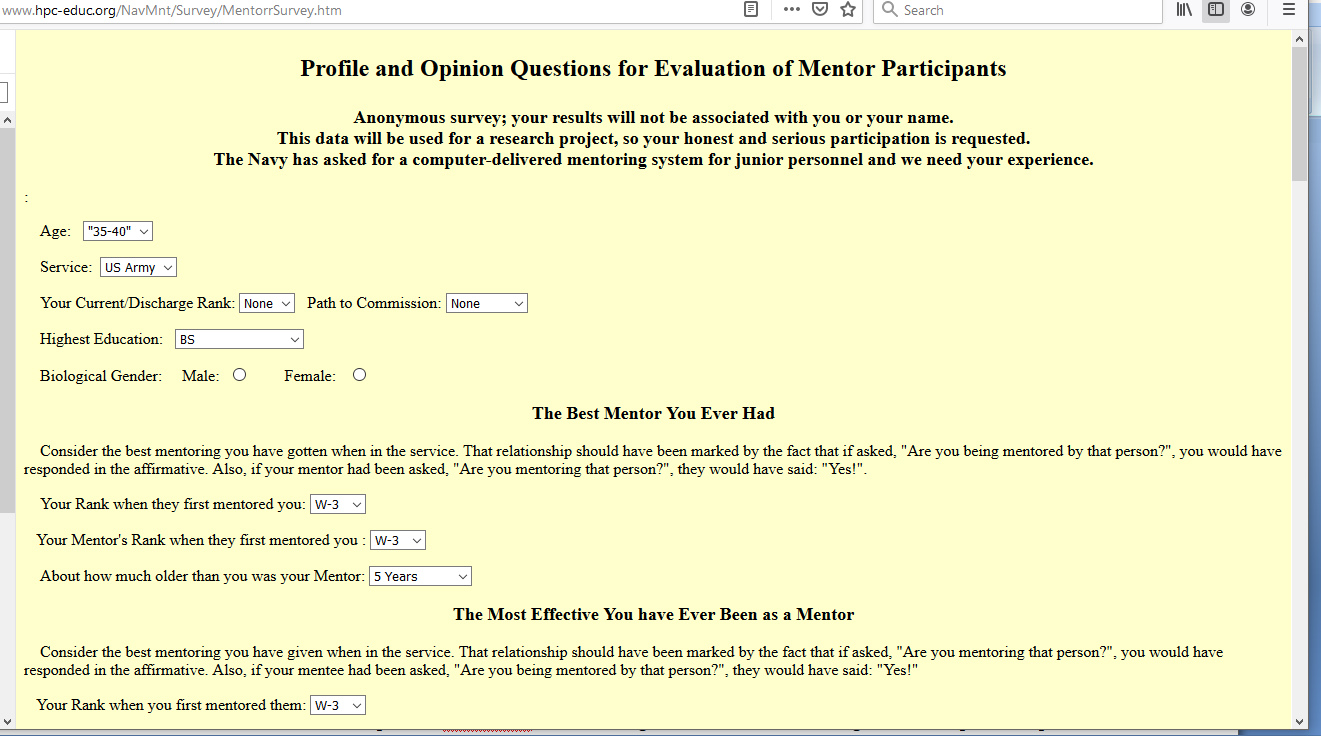 www.hpc-educ.org/NavMnt/Survey/MentorrSurvey.htm
Search
Profile and Opinion Questions for Evaluation of Mentor Participants
Anonymous survey; your results will not be associated with you or your name.
This data will be used for a research project, so your honest and serious participation is requested.
The Navy has asked for a computer-delivered mentoring system for junior personnel and we need your experience.
:
Age: "35-40"
Service: US Army
Your Current/Discharge Rank: None Path to Commission: None
Highest Education: BS
Biological Gender: Male: Female:
The Best Mentor You Ever Had
Consider the best mentoring you have gotten when in the service. That relationship should have been marked by the fact that if asked, "Are you being mentored by that person?", you would have
responded in the affirmative. Also, if your mentor had been asked, "Are you mentoring that person?", they would have said: "Yes!".
Your Rank when they first mentored you: W-3
Your Mentor's Rank when they first mentored you : W-3
About how much older than you was your Mentor: 5 Years
The Most Effective You have Ever Been as a Mentor
Consider the best mentoring you have given when in the service. That relationship should have been marked by the fact that if asked, "Are you mentoring that person?", you would have
responded in the affirmative. Also, if your mentee had been asked, "Are you being mentored by that person?", they would have said: "Yes!"
Your Rank when you first mentored them: W-3